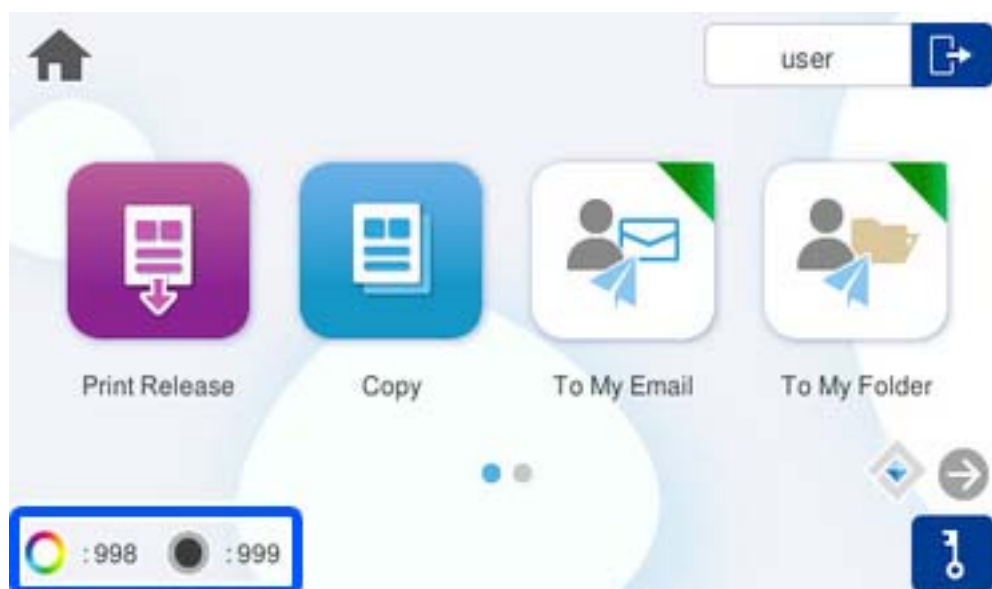 user
Print Release
Copy
To My Email
To My Folder
:998
:999